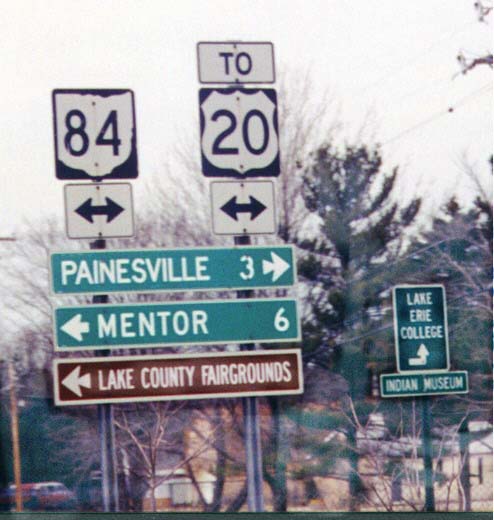 TO
84
20
PAINESVILLE 3
MENTOR 6
LAKE COUNTY FAIRGROUNDS
LAKE
ERIE
COLLEGE
INDIAN MUSEUM